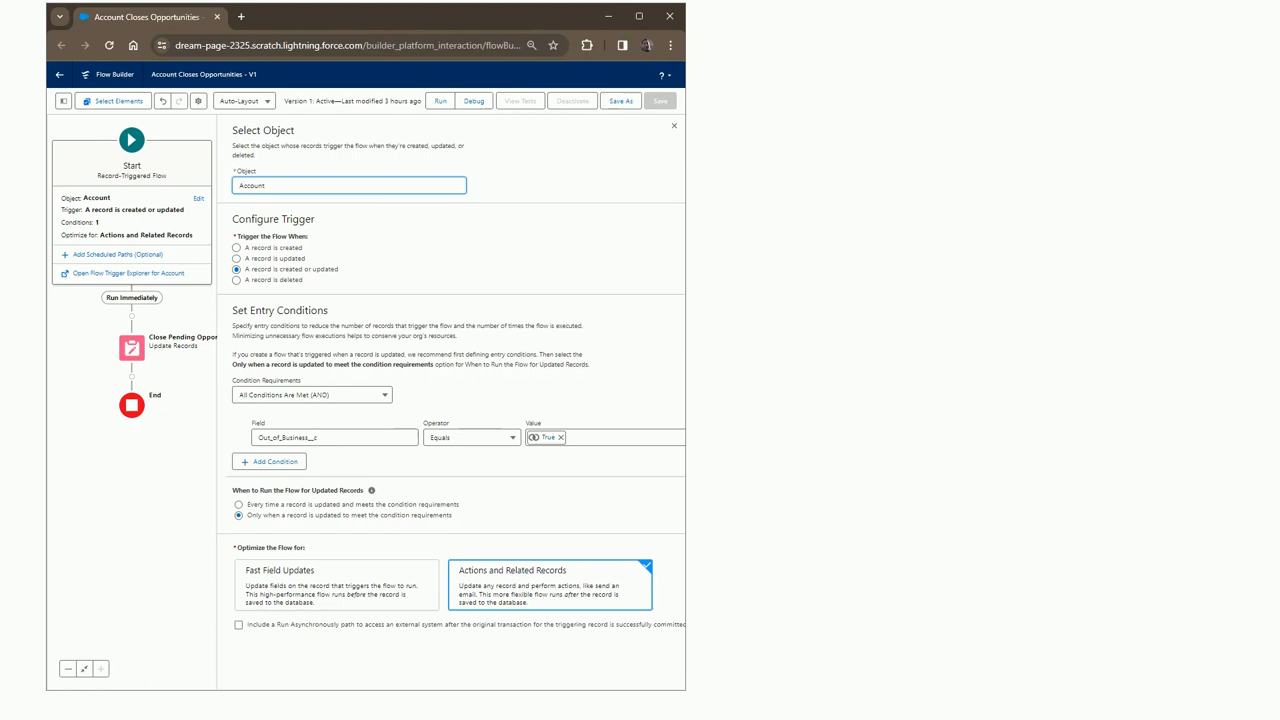 Account Closes Opportunities -
dream-page-2325.scratch.lightning.force.com/builder_platform_interaction/flowBu...
Flow Builder
Account Closes Opportunities - V1
?
Select Elements
Auto-Layout
Version 1: Active—Last modified 3 hours ago
Run
Debug
View Tests
Deactivate
Save As
Save
Start
Record-Triggered Flow
Object: Account
Edit
Trigger: A record is created or updated
Conditions: 1
Optimize for: Actions and Related Records
Add Scheduled Paths (Optional)
Open Flow Trigger Explorer for Account
Run Immediately
Close Pending Oppor
Update Records
End
Select Object
Select the object whose records trigger the flow when they're created, updated, or
deleted.
*Object
Account
Configure Trigger
*Trigger the Flow When:
A record is created
A record is updated
A record is created or updated
A record is deleted
Set Entry Conditions
Specify entry conditions to reduce the number of records that trigger the flow and the number of times the flow is executed.
Minimizing unnecessary flow executions helps to conserve your org's resources.
If you create a flow that's triggered when a record is updated, we recommend first defining entry conditions. Then select the
Only when a record is updated to meet the condition requirements option for When to Run the Flow for Updated Records.
Condition Requirements
All Conditions Are Met (AND)
Field
Operator
Value
Out_of_Business__c
Equals
True
Add Condition
When to Run the Flow for Updated Records
Every time a record is updated and meets the condition requirements
Only when a record is updated to meet the condition requirements
*Optimize the Flow for:
Fast Field Updates
Update fields on the record that triggers the flow to run.
This high-performance flow runs before the record is
saved to the database.
Actions and Related Records
Update any record and perform actions, like send an
email. This more flexible flow runs after the record is
saved to the database.
Include a Run Asynchronously path to access an external system after the original transaction for the triggering record is successfully committed